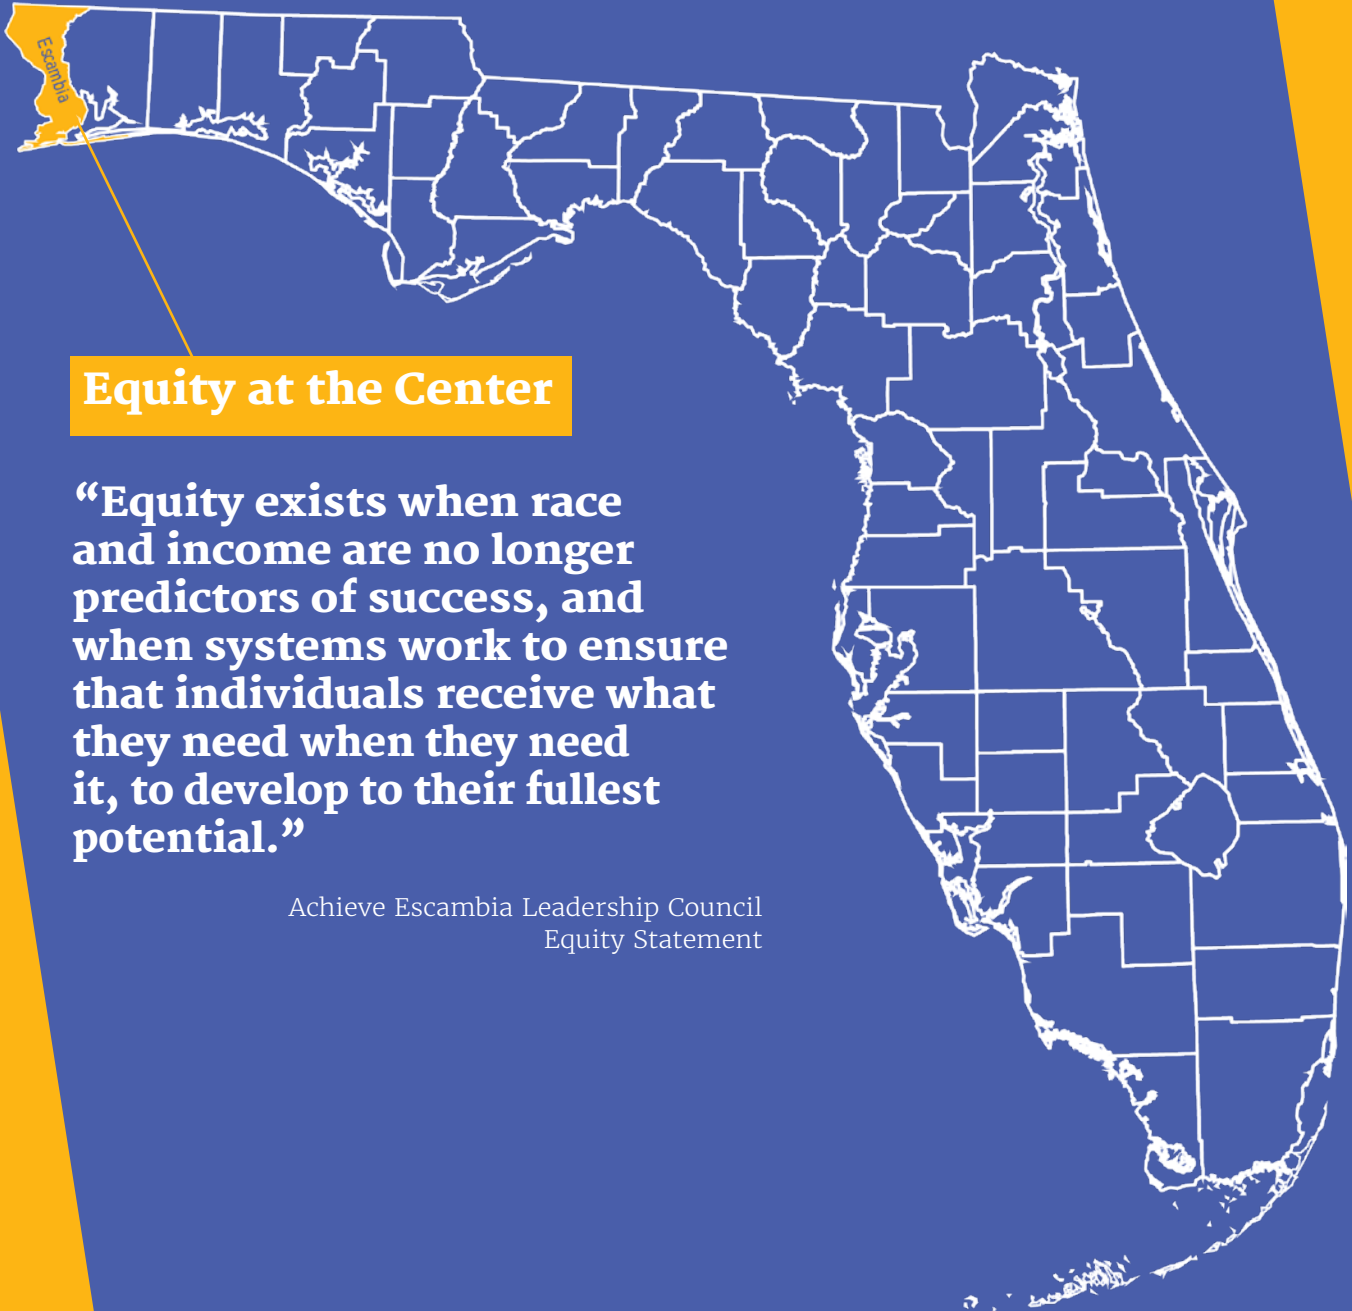 Escambia
Equity at the Center
“Equity exists when race
and income are no longer
predictors of success, and
when systems work to ensure
that individuals receive what
they need when they need
it, to develop to their fullest
potential.”
Achieve Escambia Leadership Council
Equity Statement